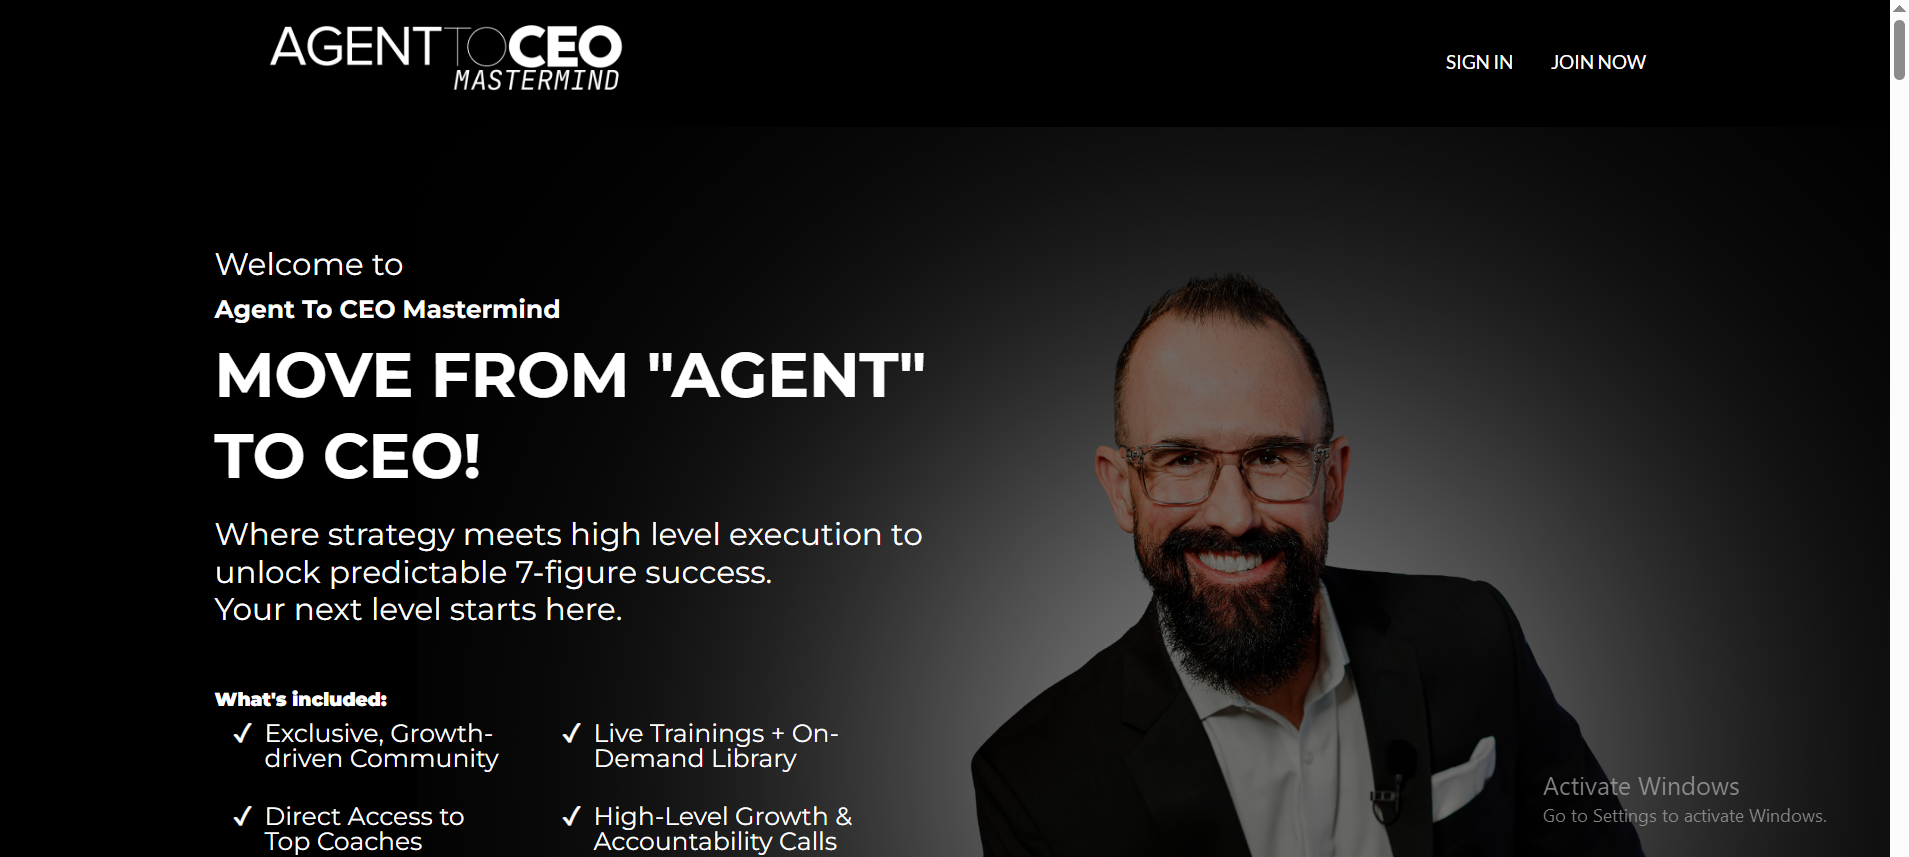 AGENTTOCEO
MASTERMIND
SIGN IN
JOIN NOW
Welcome to
Agent To CEO Mastermind
MOVE FROM "AGENT"
TO CEO!
Where strategy meets high level execution to
unlock predictable 7-figure success.
Your next level starts here.
What's included:
✓ Exclusive, Growth-
driven Community
✓ Live Trainings + On-
Demand Library
✓ Direct Access to
Top Coaches
✓ High-Level Growth &
Accountability Calls
Activate Windows
Go to Settings to activate Windows.